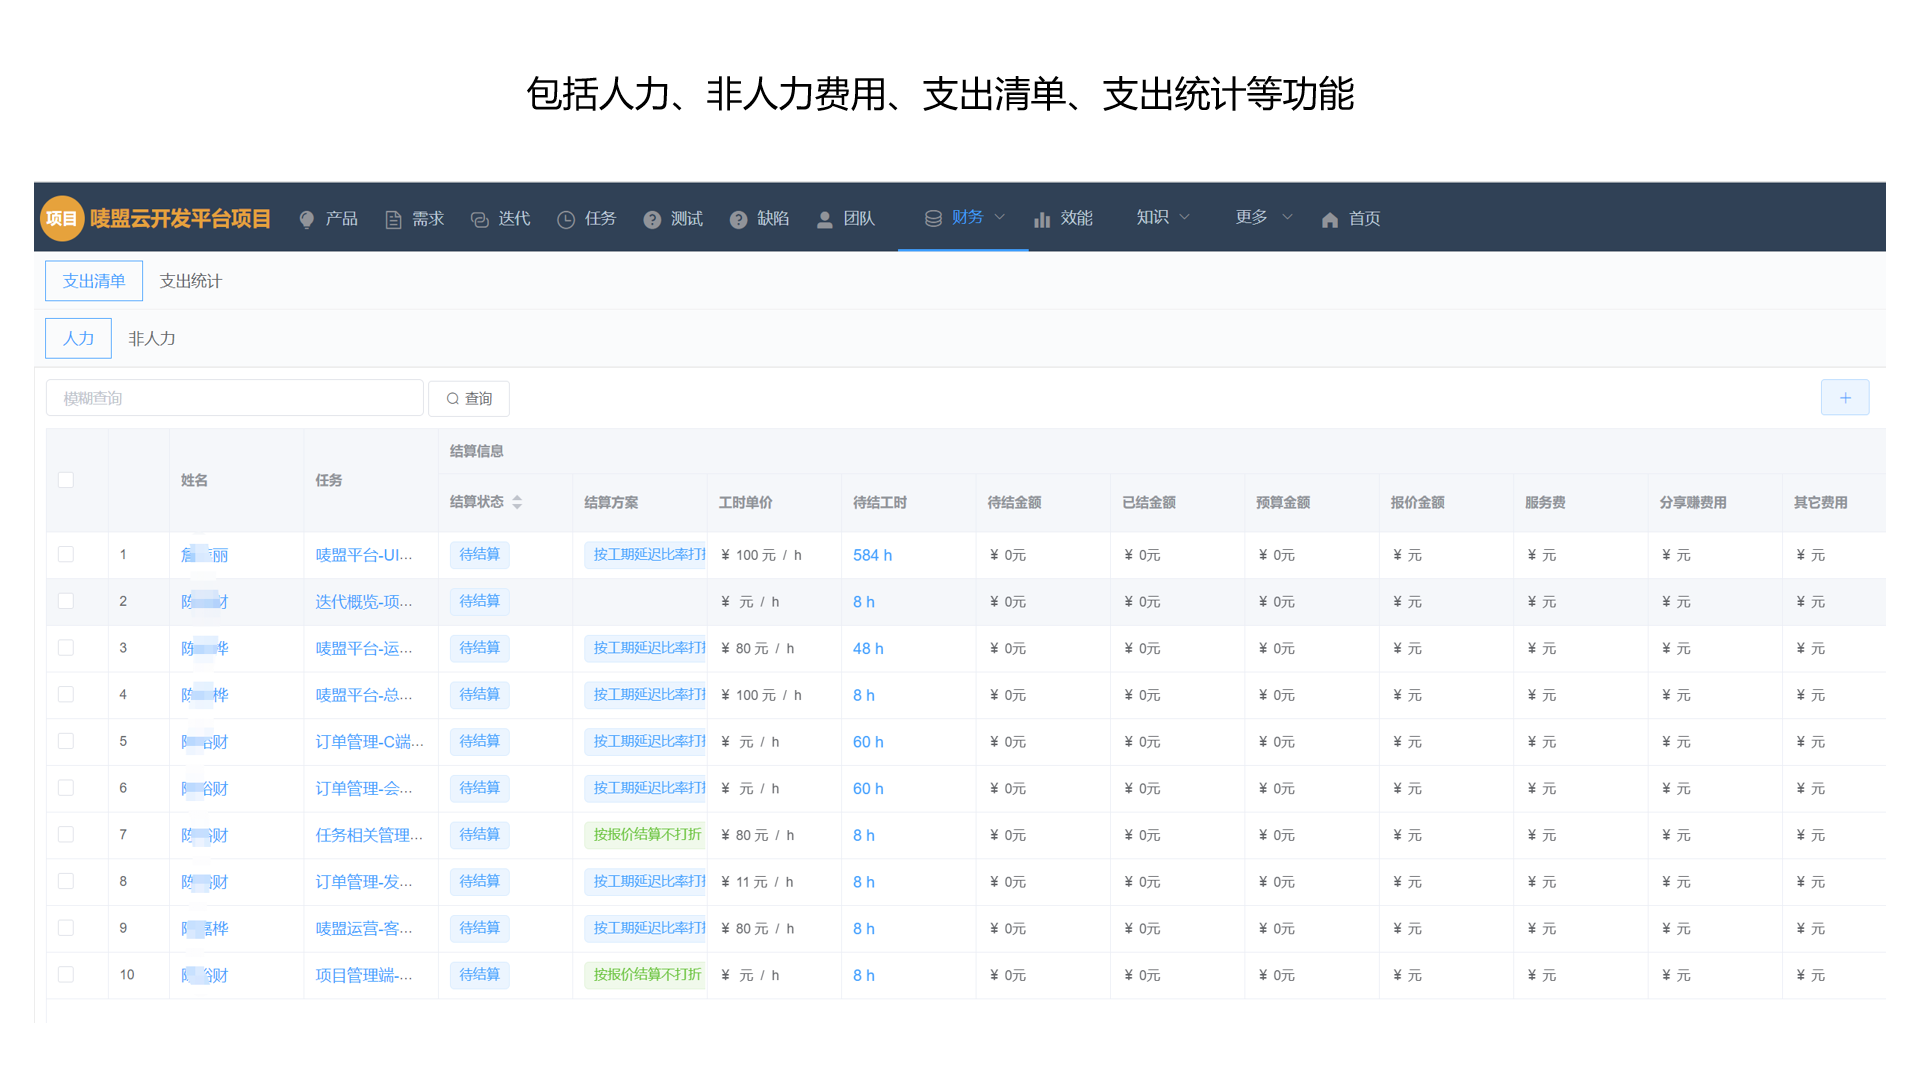 包括人力、非人力费用、支出清单、支出统计等功能
项目 唛盟云开发平台项目 产品 需求 迭代 任务 测试 缺陷 团队 财务 效能 知识 更多 首页
支出清单 支出统计
人力 非人力
模糊查询 查询 +
姓名 任务 结算信息
结算状态 结算方案 工时单价 待结工时 待结金额 已结金额 预算金额 报价金额 服务费 分享赚费用 其它费用
1 丽 唛盟平台-UI... 待结算 按工期延迟比率打 ¥ 100 元 / h 584 h ¥ 0元 ¥ 0元 ¥ 0元 ¥ 元 ¥ 元 ¥ 元 ¥ 元
2 陈 财 迭代概览-项... 待结算 ¥ 元 / h 8 h ¥ 0元 ¥ 0元 ¥ 0元 ¥ 元 ¥ 元 ¥ 元 ¥ 元
3 陈 桦 唛盟平台-运... 待结算 按工期延迟比率打 ¥ 80 元 / h 48 h ¥ 0元 ¥ 0元 ¥ 0元 ¥ 元 ¥ 元 ¥ 元 ¥ 元
4 陈 桦 唛盟平台-总... 待结算 按工期延迟比率打 ¥ 100 元 / h 8 h ¥ 0元 ¥ 0元 ¥ 0元 ¥ 元 ¥ 元 ¥ 元 ¥ 元
5 陈裕财 订单管理-C端... 待结算 按工期延迟比率打 ¥ 元 / h 60 h ¥ 0元 ¥ 0元 ¥ 0元 ¥ 元 ¥ 元 ¥ 元 ¥ 元
6 陈裕财 订单管理-会... 待结算 按工期延迟比率打 ¥ 元 / h 60 h ¥ 0元 ¥ 0元 ¥ 0元 ¥ 元 ¥ 元 ¥ 元 ¥ 元
7 陈裕财 任务相关管理... 待结算 按报价结算不打折 ¥ 80 元 / h 8 h ¥ 0元 ¥ 0元 ¥ 0元 ¥ 元 ¥ 元 ¥ 元 ¥ 元
8 陈裕财 订单管理-发... 待结算 按工期延迟比率打 ¥ 11 元 / h 8 h ¥ 0元 ¥ 0元 ¥ 0元 ¥ 元 ¥ 元 ¥ 元 ¥ 元
9 陈嘉桦 唛盟运营-客... 待结算 按工期延迟比率打 ¥ 80 元 / h 8 h ¥ 0元 ¥ 0元 ¥ 0元 ¥ 元 ¥ 元 ¥ 元 ¥ 元
10 陈裕财 项目管理端-... 待结算 按报价结算不打折 ¥ 元 / h 8 h ¥ 0元 ¥ 0元 ¥ 0元 ¥ 元 ¥ 元 ¥ 元 ¥ 元